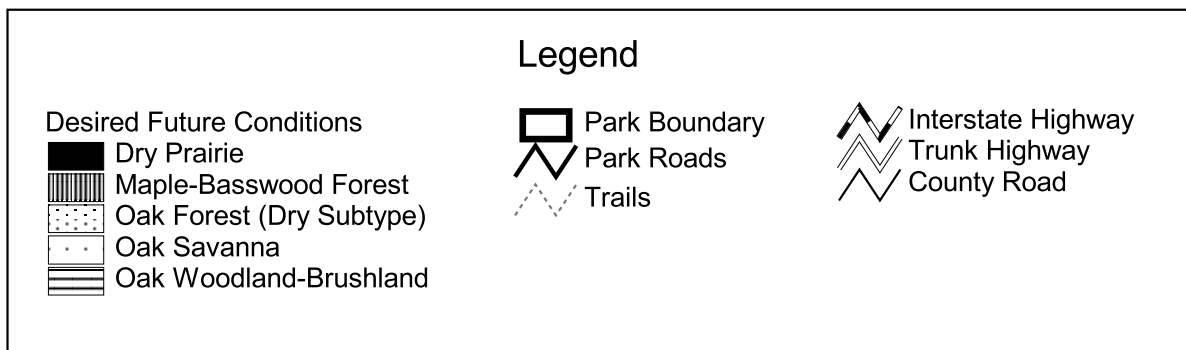 Legend
Desired Future Conditions
Dry Prairie
Maple-Basswood Forest
Oak Forest (Dry Subtype)
Oak Savanna
Oak Woodland-Brushland
Park Boundary
Park Roads
Trails
Interstate Highway
Trunk Highway
County Road